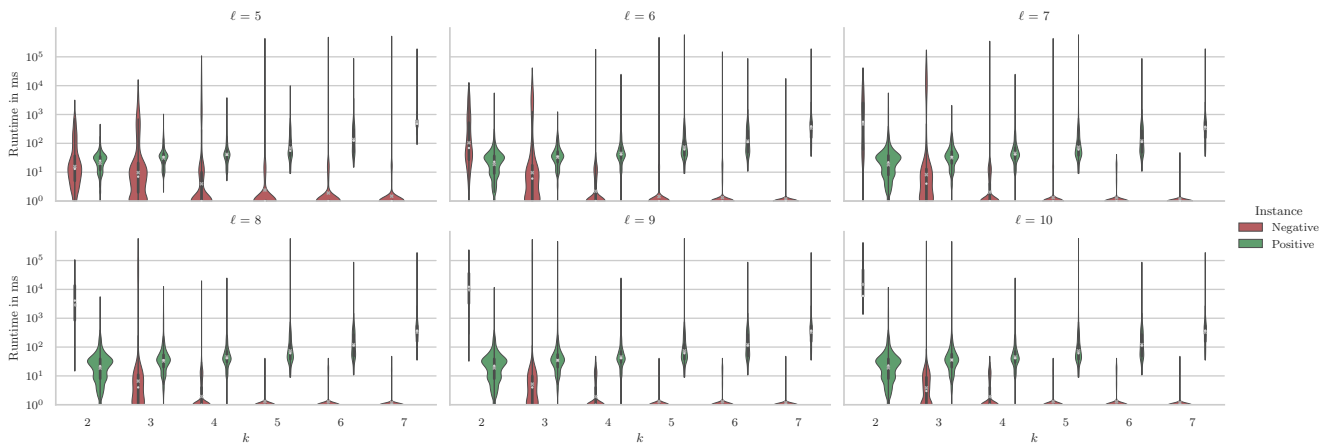 ℓ = 5
ℓ = 6
ℓ = 7
Runtime in ms
10⁵
10⁴
10³
10²
10¹
10⁰
ℓ = 8
ℓ = 9
ℓ = 10
Runtime in ms
10⁵
10⁴
10³
10²
10¹
10⁰
2 3 4 5 6 7
2 3 4 5 6 7
2 3 4 5 6 7
k
k
k
Instance
Negative
Positive